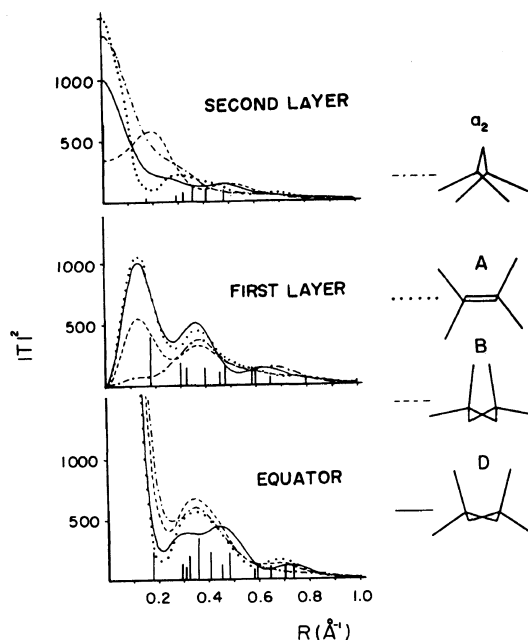 1000
500
SECOND LAYER
a2
1000
500
FIRST LAYER
|T|²
A
B
1000
500
EQUATOR
D
0.2 0.4 0.6 0.8 1.0
R (Å⁻¹)